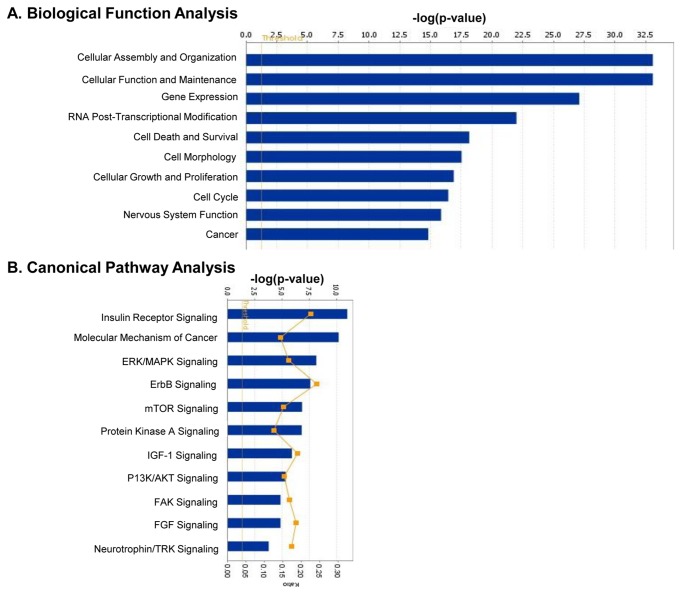 A. Biological Function Analysis
-log(p-value)
0.0 2.5 5.0 7.5 10.0 12.5 15.0 17.5 20.0 22.5 25.0 27.5 30.0 32.5
Threshold
Cellular Assembly and Organization
Cellular Function and Maintenance
Gene Expression
RNA Post-Transcriptional Modification
Cell Death and Survival
Cell Morphology
Cellular Growth and Proliferation
Cell Cycle
Nervous System Function
Cancer
B. Canonical Pathway Analysis
-log(p-value)
0.0 2.5 5.0 7.5 10.0
Threshold
Insulin Receptor Signaling
Molecular Mechanism of Cancer
ERK/MAPK Signaling
ErbB Signaling
mTOR Signaling
Protein Kinase A Signaling
IGF-1 Signaling
P13K/AKT Signaling
FAK Signaling
FGF Signaling
Neurotrophin/TRK Signaling
0.00 0.05 0.10 0.15 0.20 0.25 0.30
Ratio